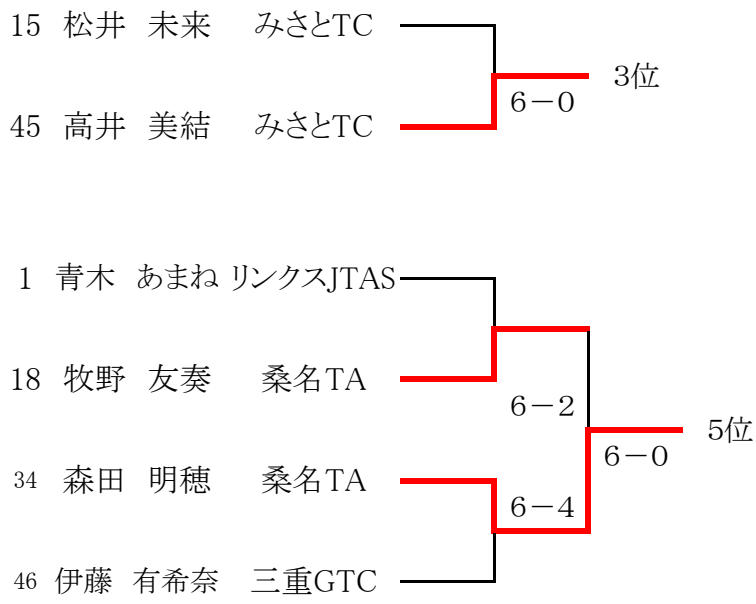 15 松井 未来 みさとTC
3位
6－0
45 高井 美結 みさとTC
1 青木 あまね リンクスJTAS
18 牧野 友奏 桑名TA
6－2
5位
6－0
34 森田 明穂 桑名TA
6－4
46 伊藤 有希奈 三重GTC